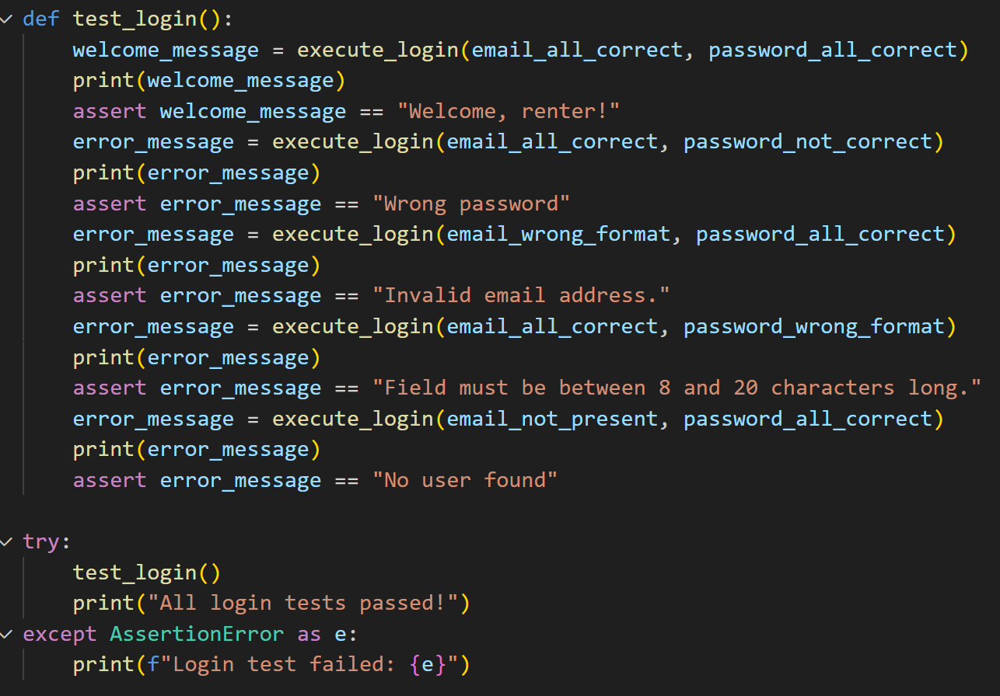 def test_login():
    welcome_message = execute_login(email_all_correct, password_all_correct)
    print(welcome_message)
    assert welcome_message == "Welcome, renter!"
    error_message = execute_login(email_all_correct, password_not_correct)
    print(error_message)
    assert error_message == "Wrong password"
    error_message = execute_login(email_wrong_format, password_all_correct)
    print(error_message)
    assert error_message == "Invalid email address."
    error_message = execute_login(email_all_correct, password_wrong_format)
    print(error_message)
    assert error_message == "Field must be between 8 and 20 characters long."
    error_message = execute_login(email_not_present, password_all_correct)
    print(error_message)
    assert error_message == "No user found"
try:
    test_login()
    print("All login tests passed!")
except AssertionError as e:
    print(f"Login test failed: {e}")